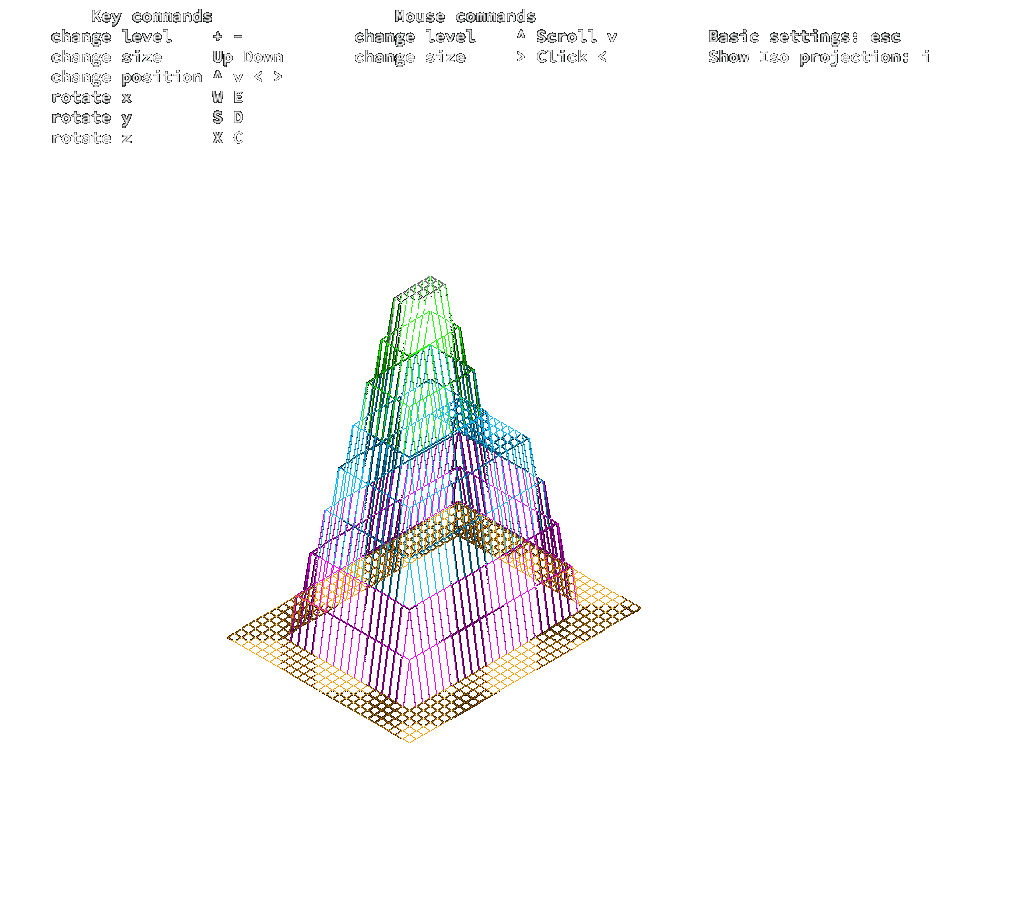 Key commands
change level + -
change size Up Down
change position ^ v < >
rotate x W E
rotate y S D
rotate z X C
Mouse commands
change level ^ Scroll v
change size > Click <
Basic settings: esc
Show Iso projection: i